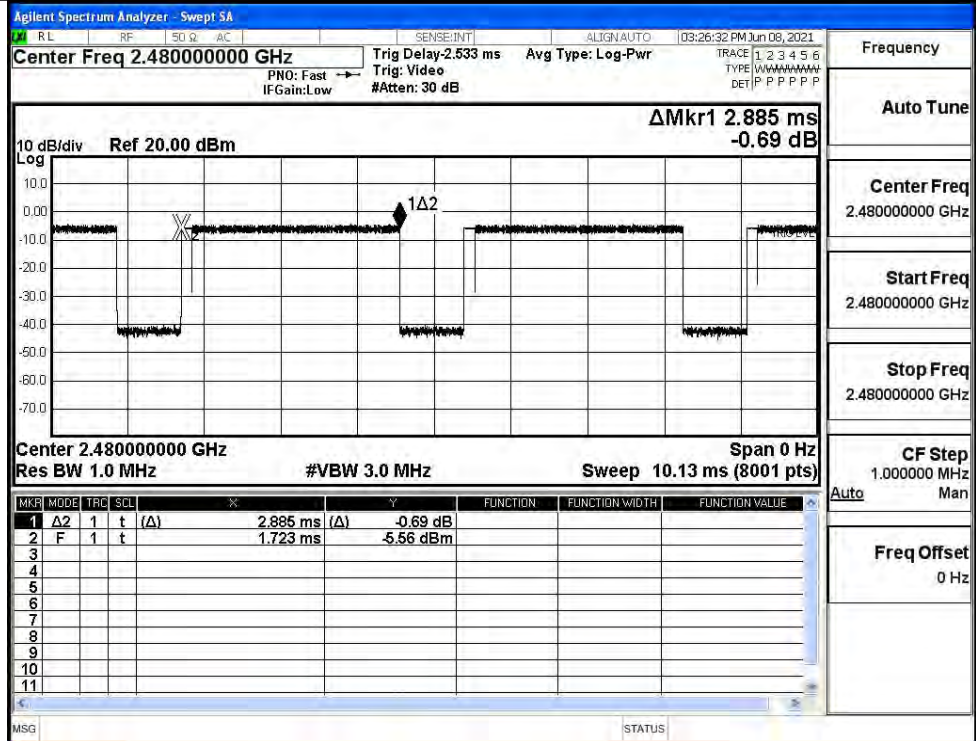 Agilent Spectrum Analyzer - Swept SA
LXI RL RF 50 Ω AC SENSE:INT ALIGN AUTO 03:26:32 PM Jun 08, 2021
Center Freq 2.480000000 GHz Trig Delay-2.533 ms Avg Type: Log-Pwr TRACE 1 2 3 4 5 6
PNO: Fast Trig: Video TYPE WWWWWW
IFGain:Low #Atten: 30 dB DET P P P P P P
Frequency
Auto Tune
Center Freq
2.480000000 GHz
Start Freq
2.480000000 GHz
Stop Freq
2.480000000 GHz
CF Step
1.000000 MHz
Auto Man
Freq Offset
0 Hz
ΔMkr1 2.885 ms
-0.69 dB
10 dB/div Ref 20.00 dBm
Log
10.0
0.00
-10.0
-20.0
-30.0
-40.0
-50.0
-60.0
-70.0
1Δ2
2
Center 2.480000000 GHz Span 0 Hz
Res BW 1.0 MHz #VBW 3.0 MHz Sweep 10.13 ms (8001 pts)
MKR MODE TRC SCL X Y FUNCTION FUNCTION WIDTH FUNCTION VALUE
1 Δ2 1 t (Δ) 2.885 ms (Δ) -0.69 dB
2 F 1 t 1.723 ms -5.56 dBm
3
4
5
6
7
8
9
10
11
MSG STATUS